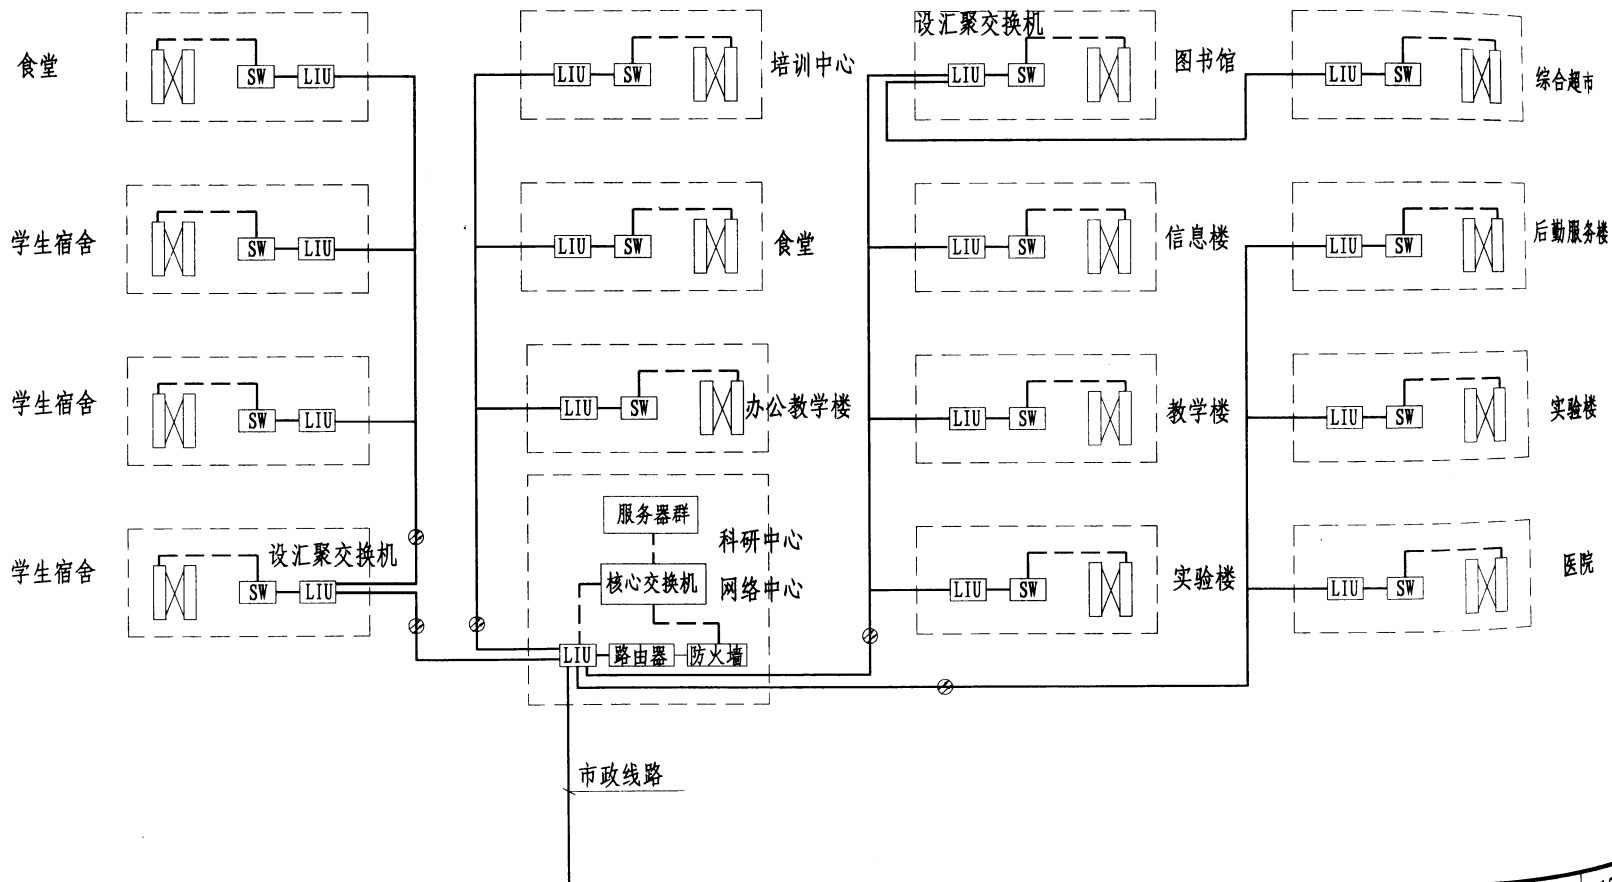 设汇聚交换机
食堂
SW
LIU
LIU
SW
培训中心
LIU
SW
图书馆
LIU
SW
综合超市
学生宿舍
SW
LIU
LIU
SW
食堂
LIU
SW
信息楼
LIU
SW
后勤服务楼
学生宿舍
SW
LIU
LIU
SW
办公教学楼
LIU
SW
教学楼
LIU
SW
实验楼
服务器群
科研中心
学生宿舍
设汇聚交换机
SW
LIU
核心交换机
网络中心
LIU
SW
实验楼
LIU
SW
医院
LIU
路由器
防火墙
市政线路